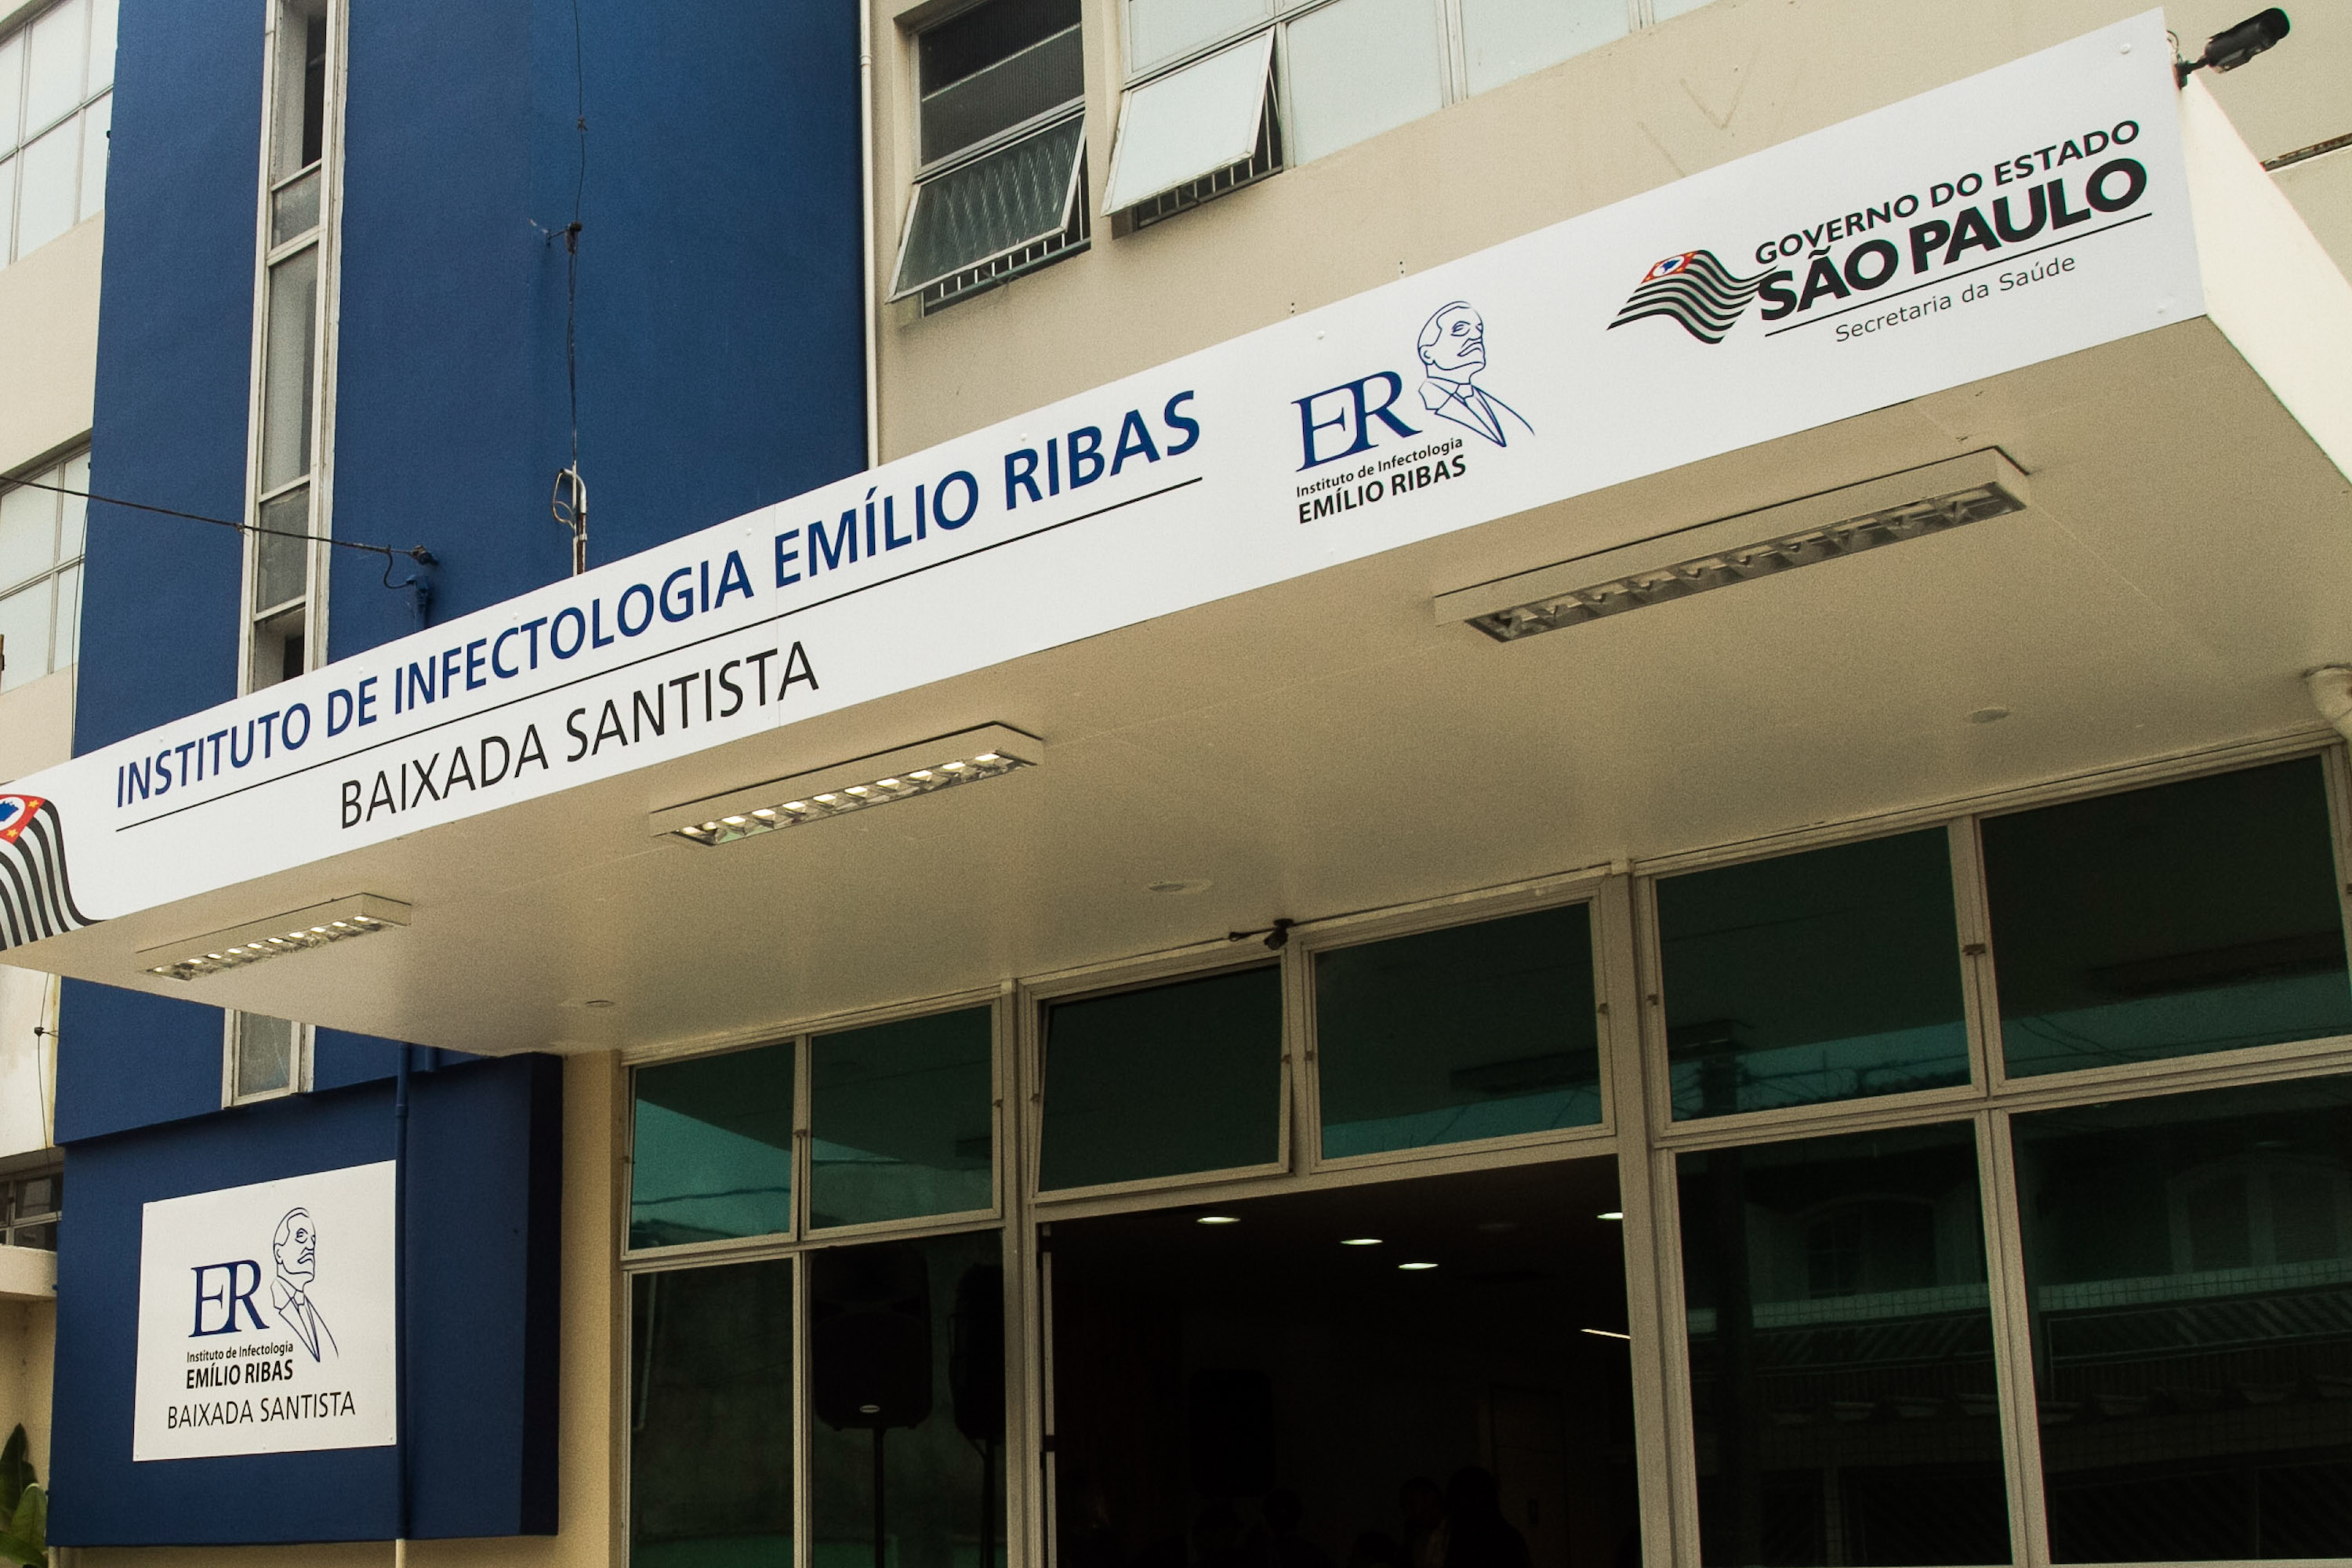 INSTITUTO DE INFECTOLOGIA EMÍLIO RIBAS
BAIXADA SANTISTA
ER
Instituto de Infectologia
EMÍLIO RIBAS
GOVERNO DO ESTADO
SÃO PAULO
Secretaria da Saúde
ER
Instituto de Infectologia
EMÍLIO RIBAS
BAIXADA SANTISTA